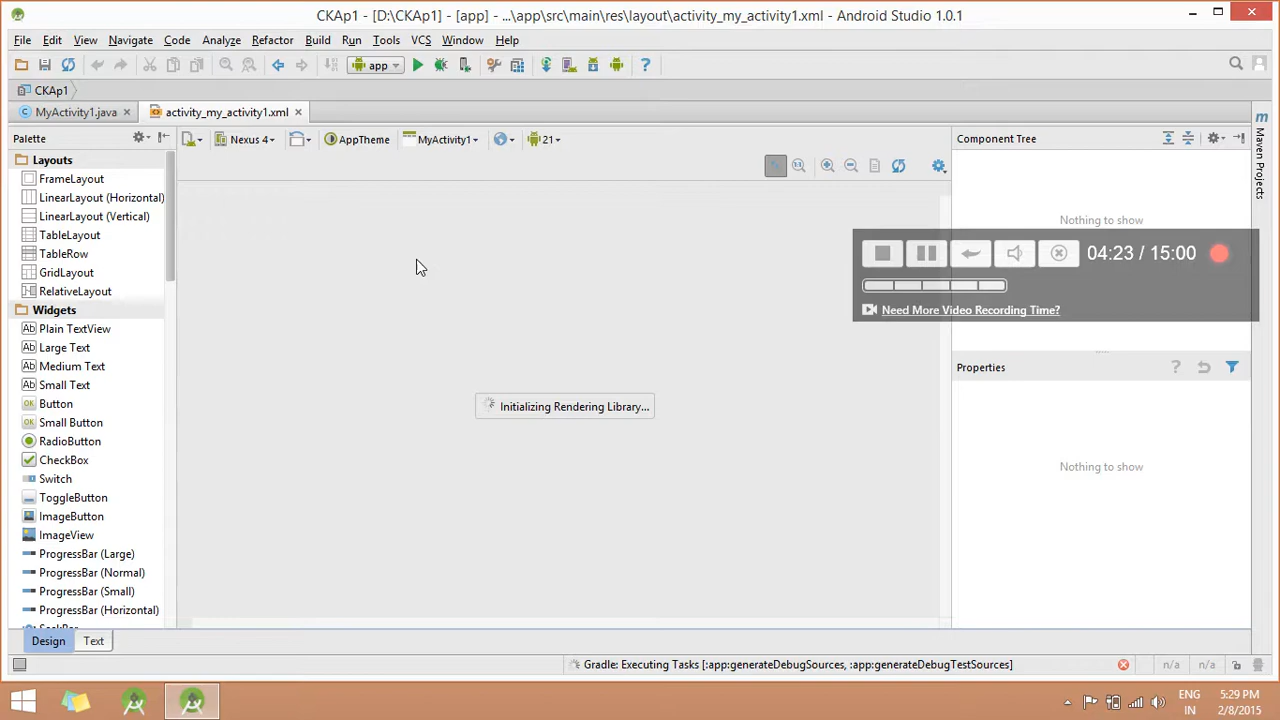 CKAp1 - [D:\CKAp1] - [app] - ...\app\src\main\res\layout\activity_my_activity1.xml - Android Studio 1.0.1
File Edit View Navigate Code Analyze Refactor Build Run Tools VCS Window Help
app
CKAp1
MyActivity1.java activity_my_activity1.xml
Palette Nexus 4 AppTheme MyActivity1 21 Component Tree
m Maven Projects
Layouts
FrameLayout
LinearLayout (Horizontal)
LinearLayout (Vertical)
Nothing to show
TableLayout
TableRow
04:23 / 15:00
GridLayout
RelativeLayout
Widgets
Need More Video Recording Time?
Plain TextView
Large Text
Medium Text
Properties
Small Text
Button
Initializing Rendering Library...
Small Button
RadioButton
CheckBox
Nothing to show
Switch
ToggleButton
ImageButton
ImageView
ProgressBar (Large)
ProgressBar (Normal)
ProgressBar (Small)
ProgressBar (Horizontal)
SeekBar
Design Text
Gradle: Executing Tasks [:app:generateDebugSources, :app:generateDebugTestSources] n/a n/a
ENG 5:29 PM
IN 2/8/2015